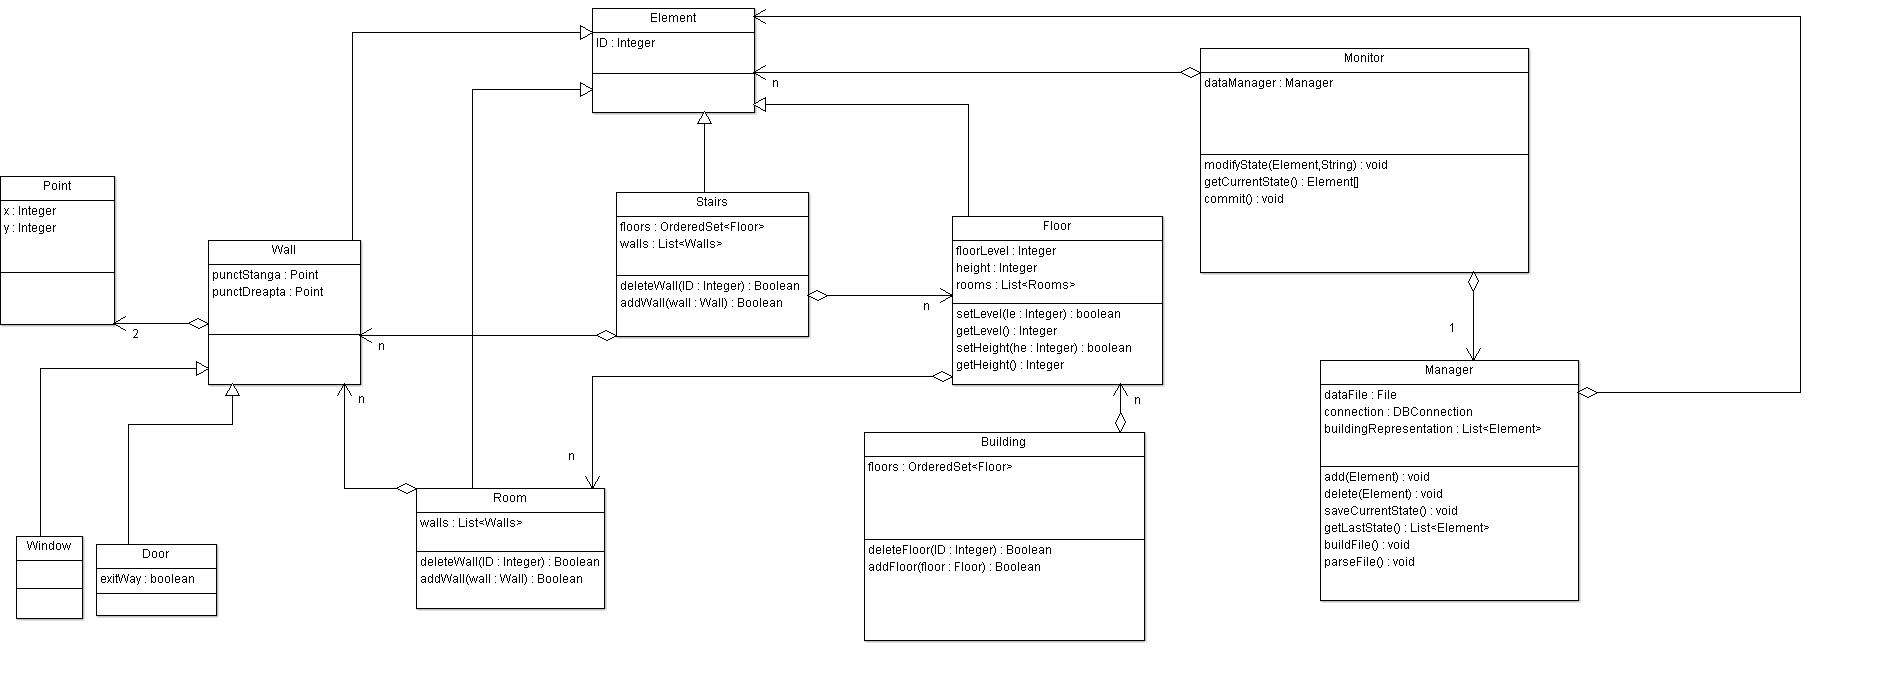 Element
ID : Integer
n
Monitor
dataManager : Manager
modifyState(Element,String) : void
getCurrentState() : Element[]
commit() : void
Point
x : Integer
y : Integer
2
Wall
punctStanga : Point
punctDreapta : Point
n
n
Stairs
floors : OrderedSet<Floor>
walls : List<Walls>
deleteWall(ID : Integer) : Boolean
addWall(wall : Wall) : Boolean
n
Floor
floorLevel : Integer
height : Integer
rooms : List<Rooms>
setLevel(le : Integer) : boolean
getLevel() : Integer
setHeight(he : Integer) : boolean
getHeight() : Integer
n
n
1
Manager
dataFile : File
connection : DBConnection
buildingRepresentation : List<Element>
add(Element) : void
delete(Element) : void
saveCurrentState() : void
getLastState() : List<Element>
buildFile() : void
parseFile() : void
Building
floors : OrderedSet<Floor>
deleteFloor(ID : Integer) : Boolean
addFloor(floor : Floor) : Boolean
Room
walls : List<Walls>
deleteWall(ID : Integer) : Boolean
addWall(wall : Wall) : Boolean
Window
Door
exitWay : boolean